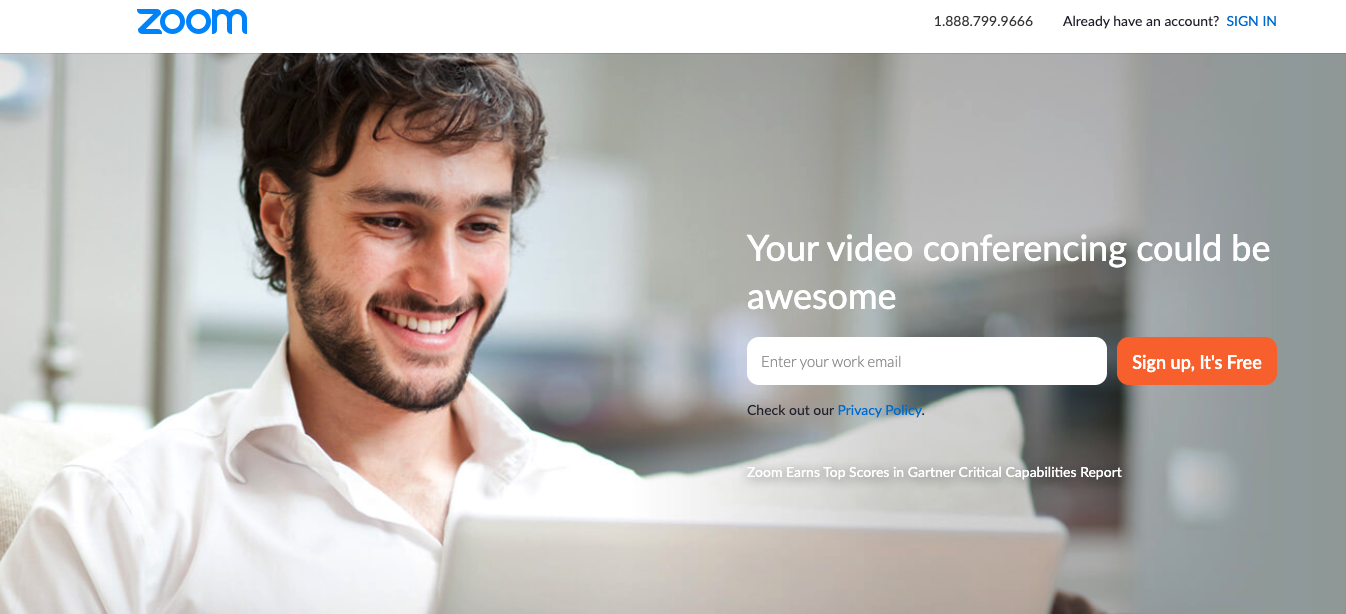 zoom
1.888.799.9666
Already have an account? SIGN IN
Your video conferencing could be
awesome
Enter your work email
Sign up, It's Free
Check out our Privacy Policy.
Zoom Earns Top Scores in Gartner Critical Capabilities Report